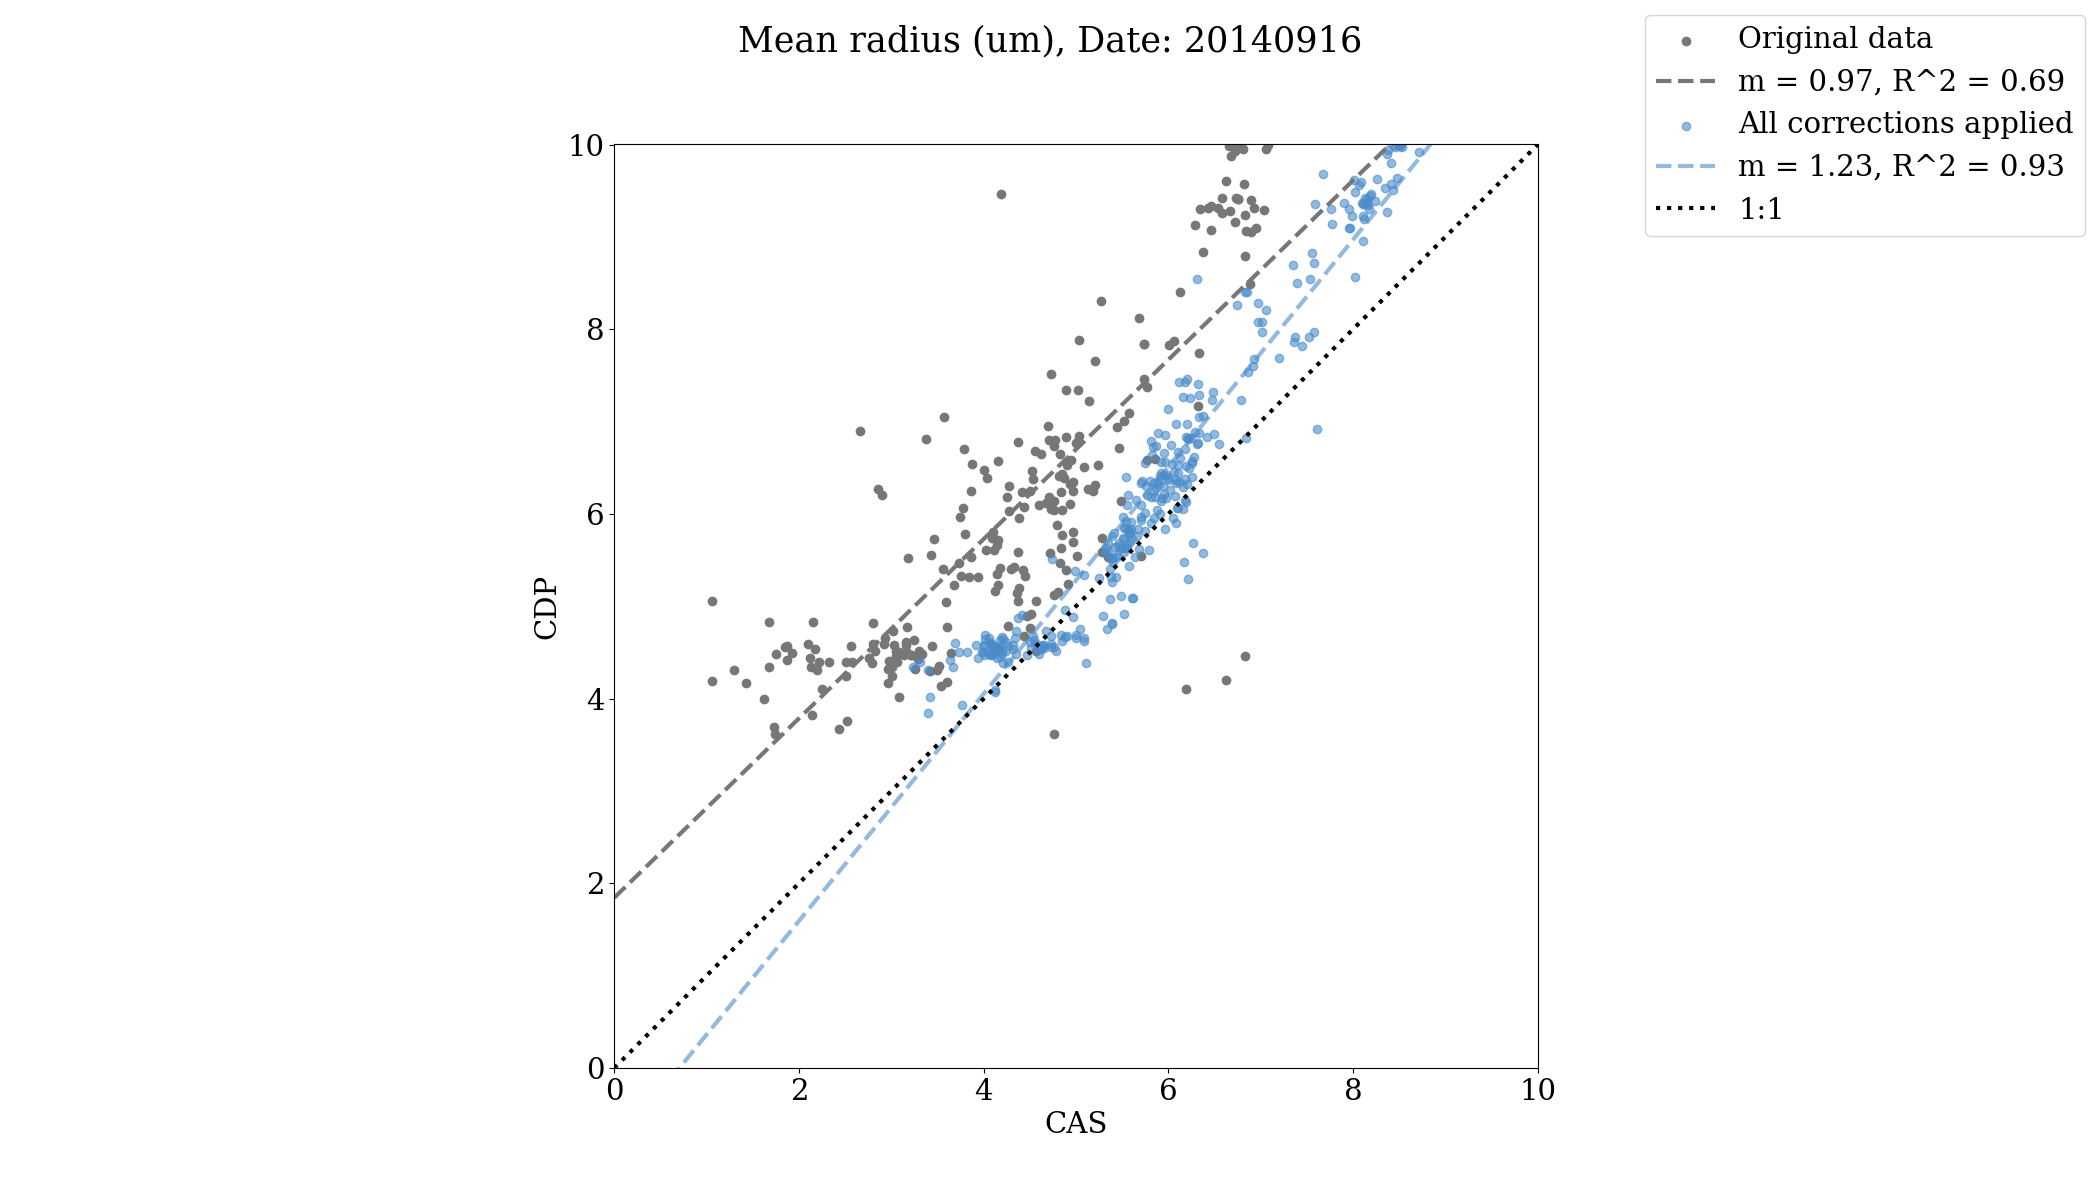 Mean radius (um), Date: 20140916
Original data
m = 0.97, R^2 = 0.69
All corrections applied
m = 1.23, R^2 = 0.93
1:1
10
8
6
4
2
0
CDP
0 2 4 6 8 10
CAS